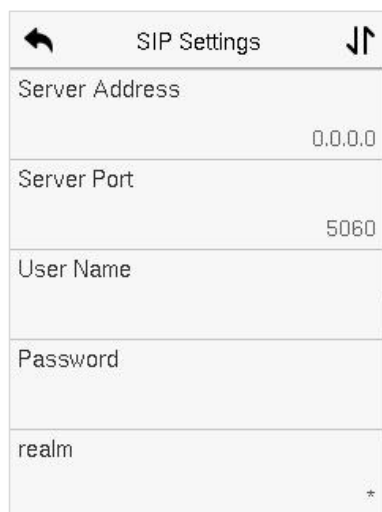 SIP Settings
Server Address
0.0.0.0
Server Port
5060
User Name
Password
realm
*